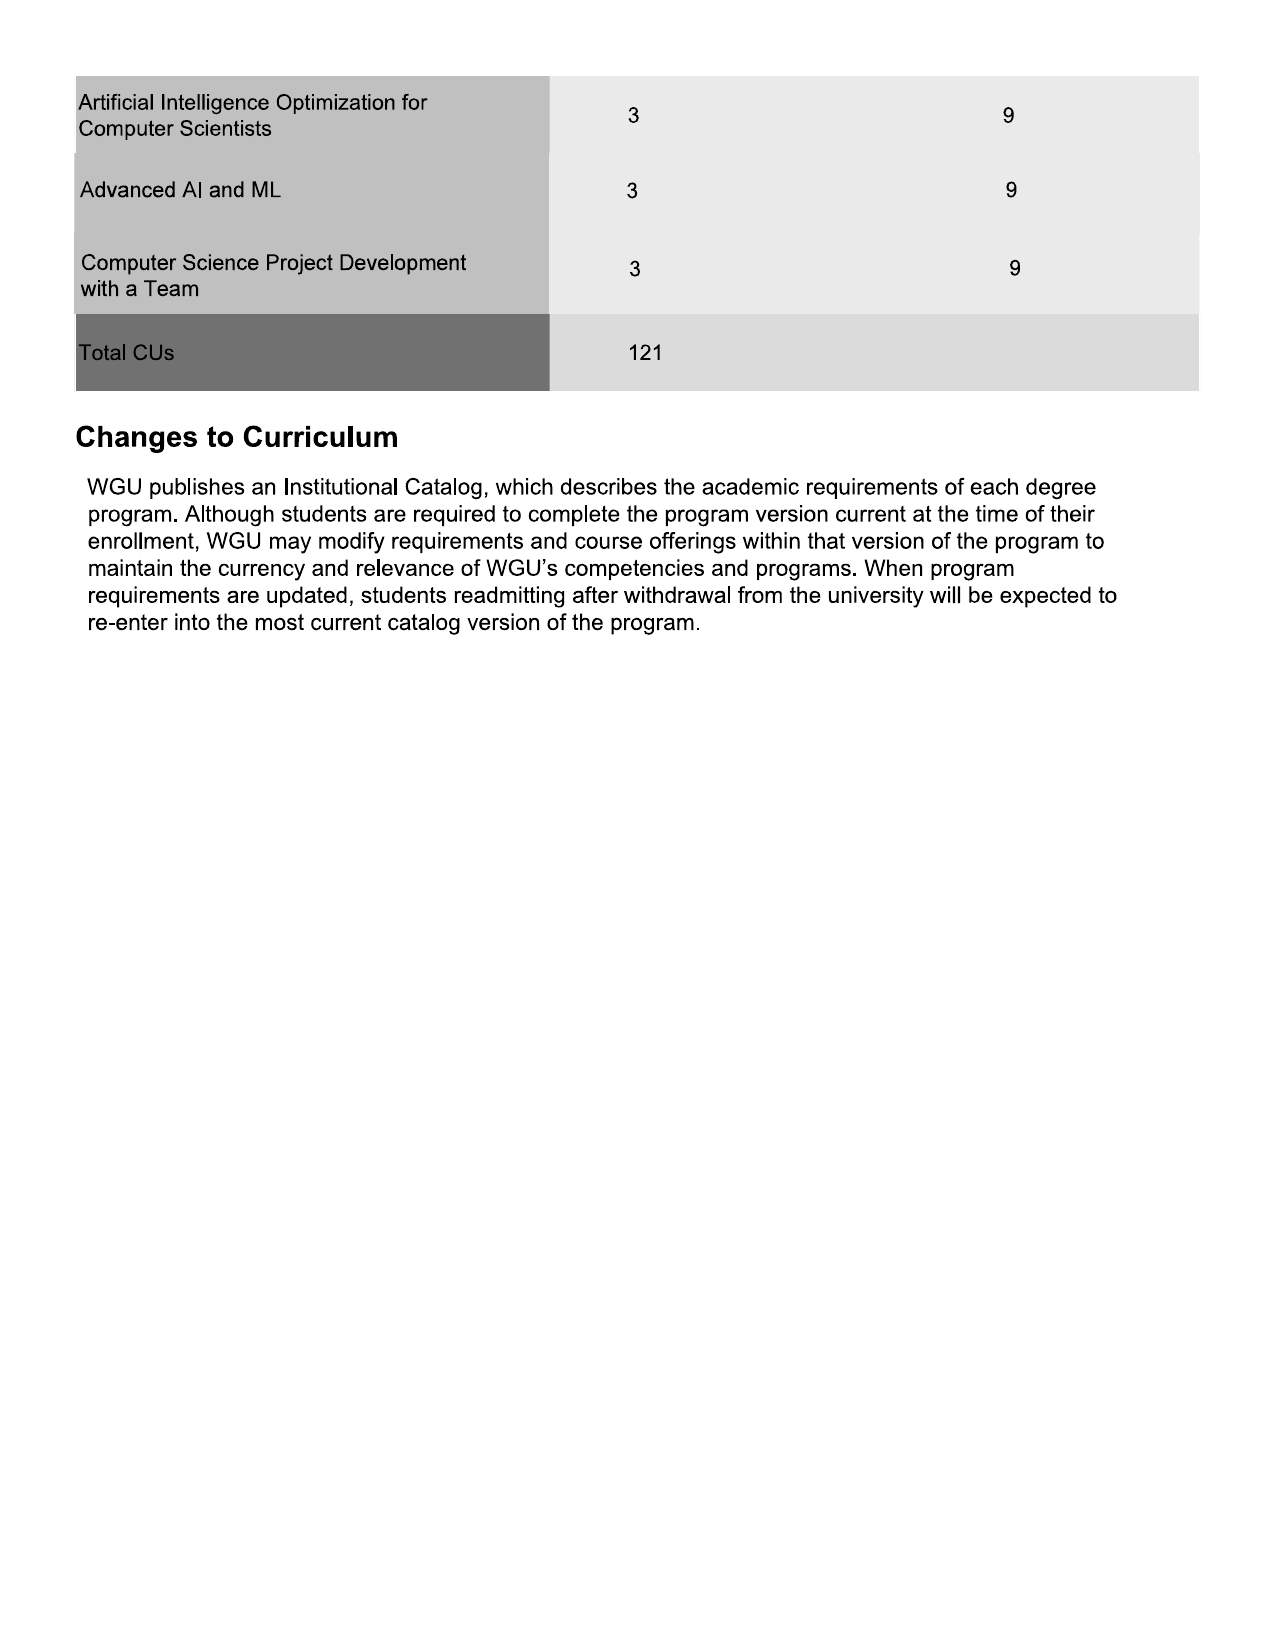 Artificial Intelligence Optimization for
Computer Scientists 3 9
Advanced AI and ML 3 9
Computer Science Project Development
with a Team 3 9
Total CUs 121
Changes to Curriculum
WGU publishes an Institutional Catalog, which describes the academic requirements of each degree
program. Although students are required to complete the program version current at the time of their
enrollment, WGU may modify requirements and course offerings within that version of the program to
maintain the currency and relevance of WGU’s competencies and programs. When program
requirements are updated, students readmitting after withdrawal from the university will be expected to
re-enter into the most current catalog version of the program.